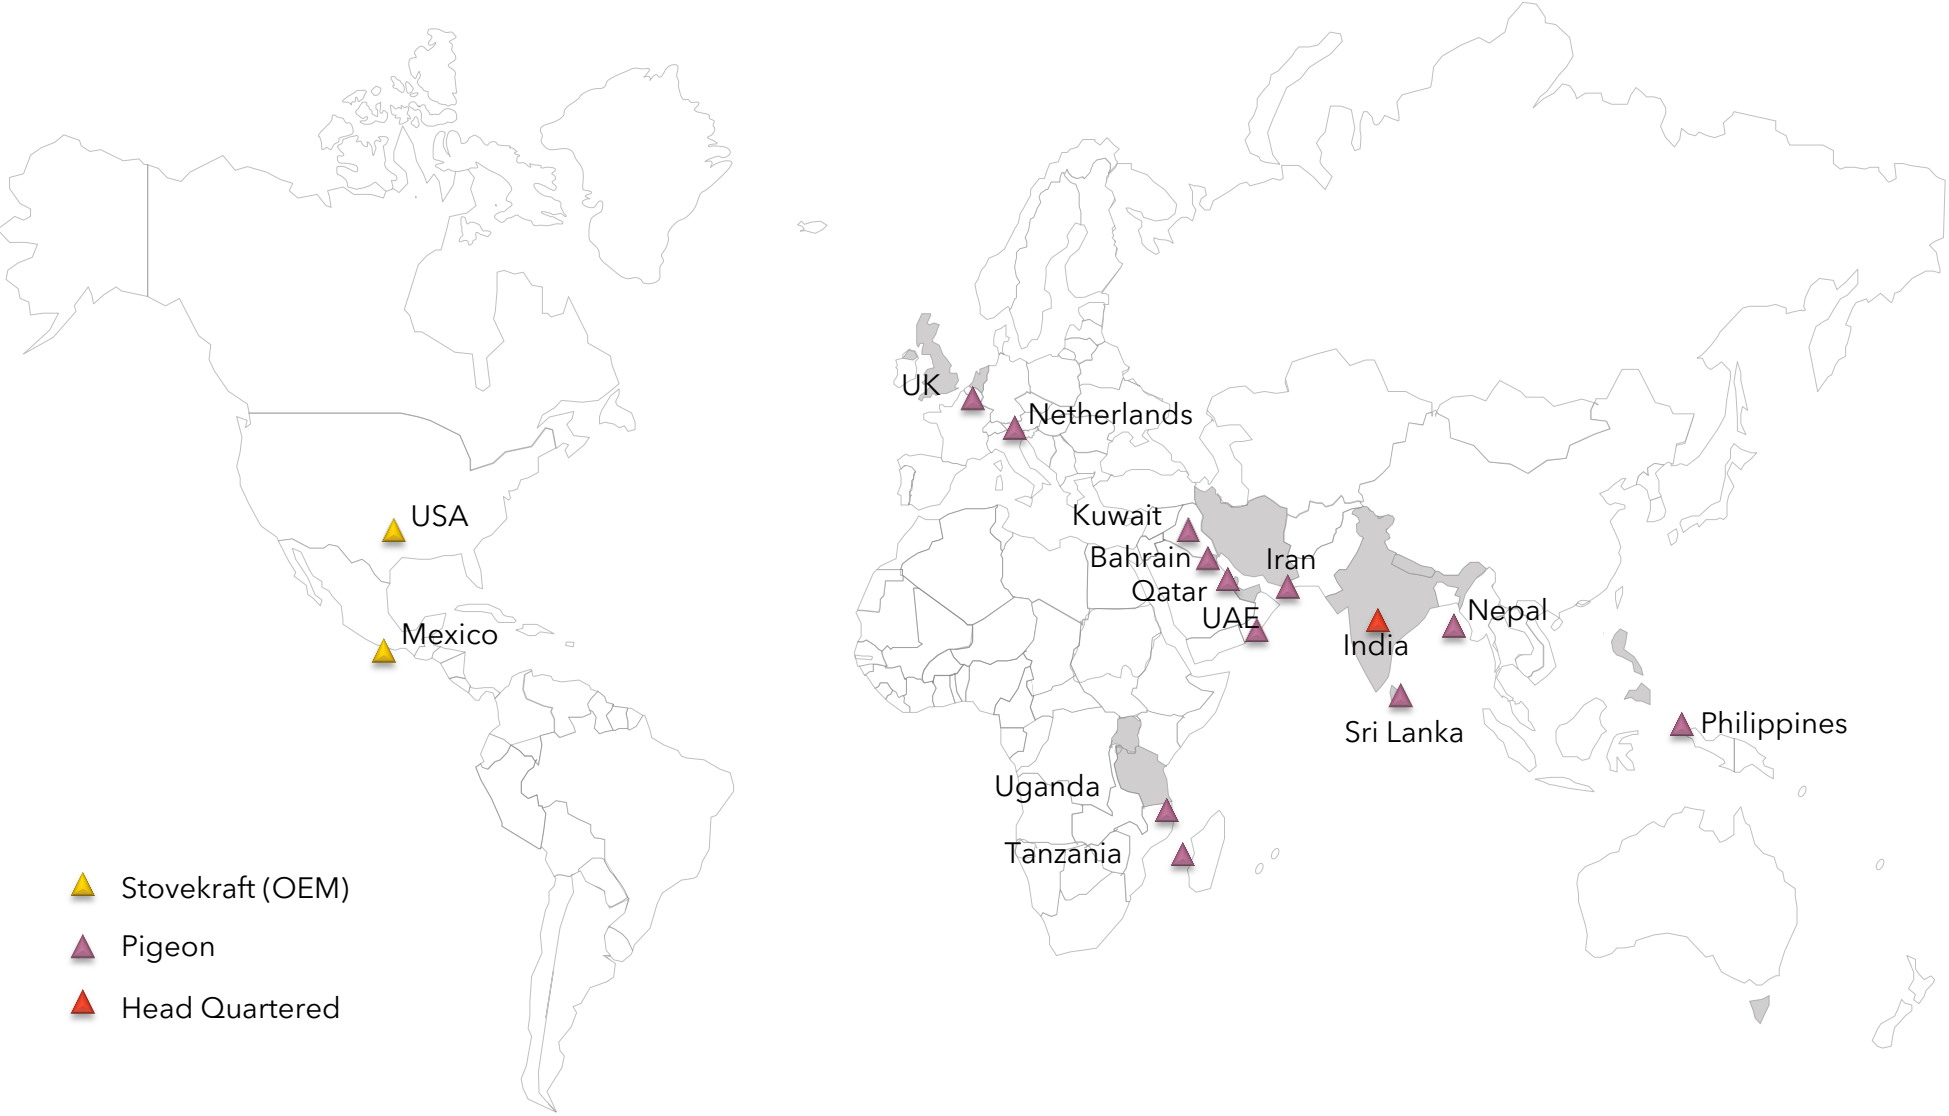 UK
Netherlands
USA
Kuwait
Bahrain
Iran
Qatar
UAE
Nepal
Mexico
India
Sri Lanka
Philippines
Uganda
Tanzania
Stovekraft (OEM)
Pigeon
Head Quartered